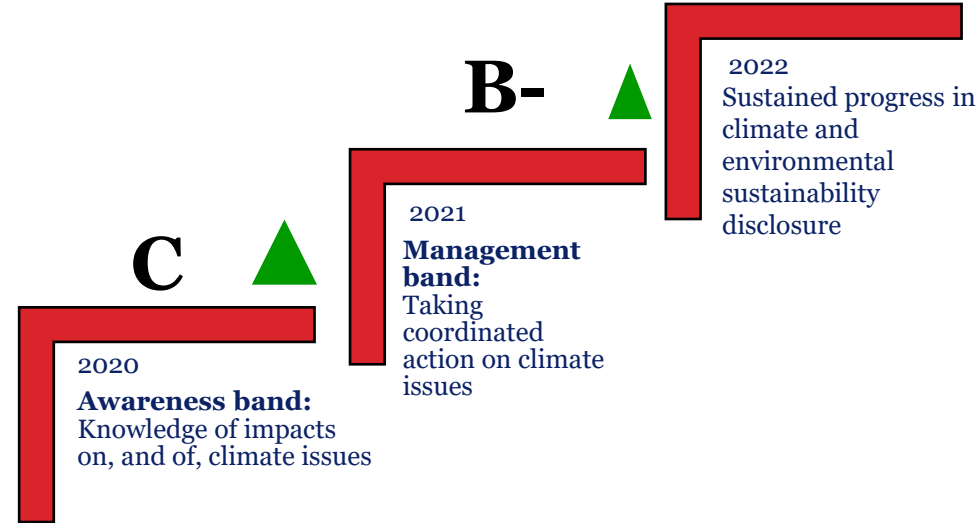 C
2020
Awareness band:
Knowledge of impacts
on, and of, climate issues
B-
2021
Management
band:
Taking
coordinated
action on climate
issues
2022
Sustained progress in
climate and
environmental
sustainability
disclosure